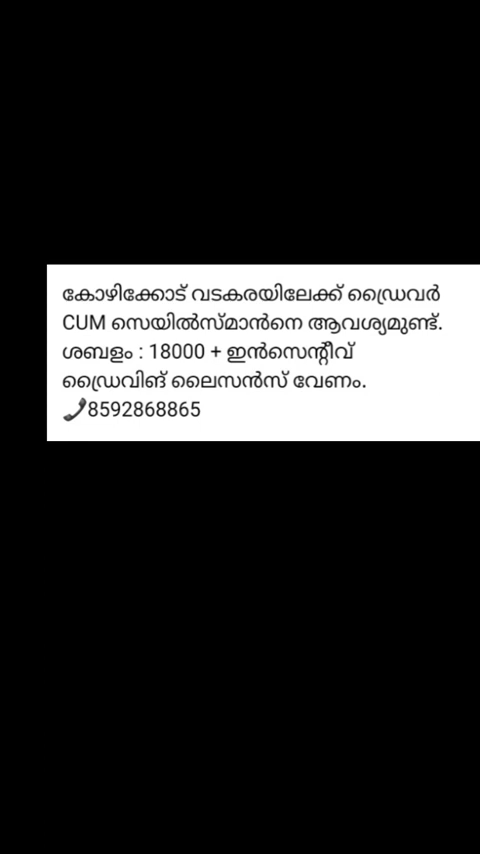 കോഴിക്കോട് വടകരയിലേക്ക് ഡ്രൈവർ
CUM സെയിൽസ്മാൻനെ ആവശ്യമുണ്ട്.
ശബളം : 18000 + ഇൻസെന്റീവ്
ഡ്രൈവിങ് ലൈസൻസ് വേണം.
📞8592868865